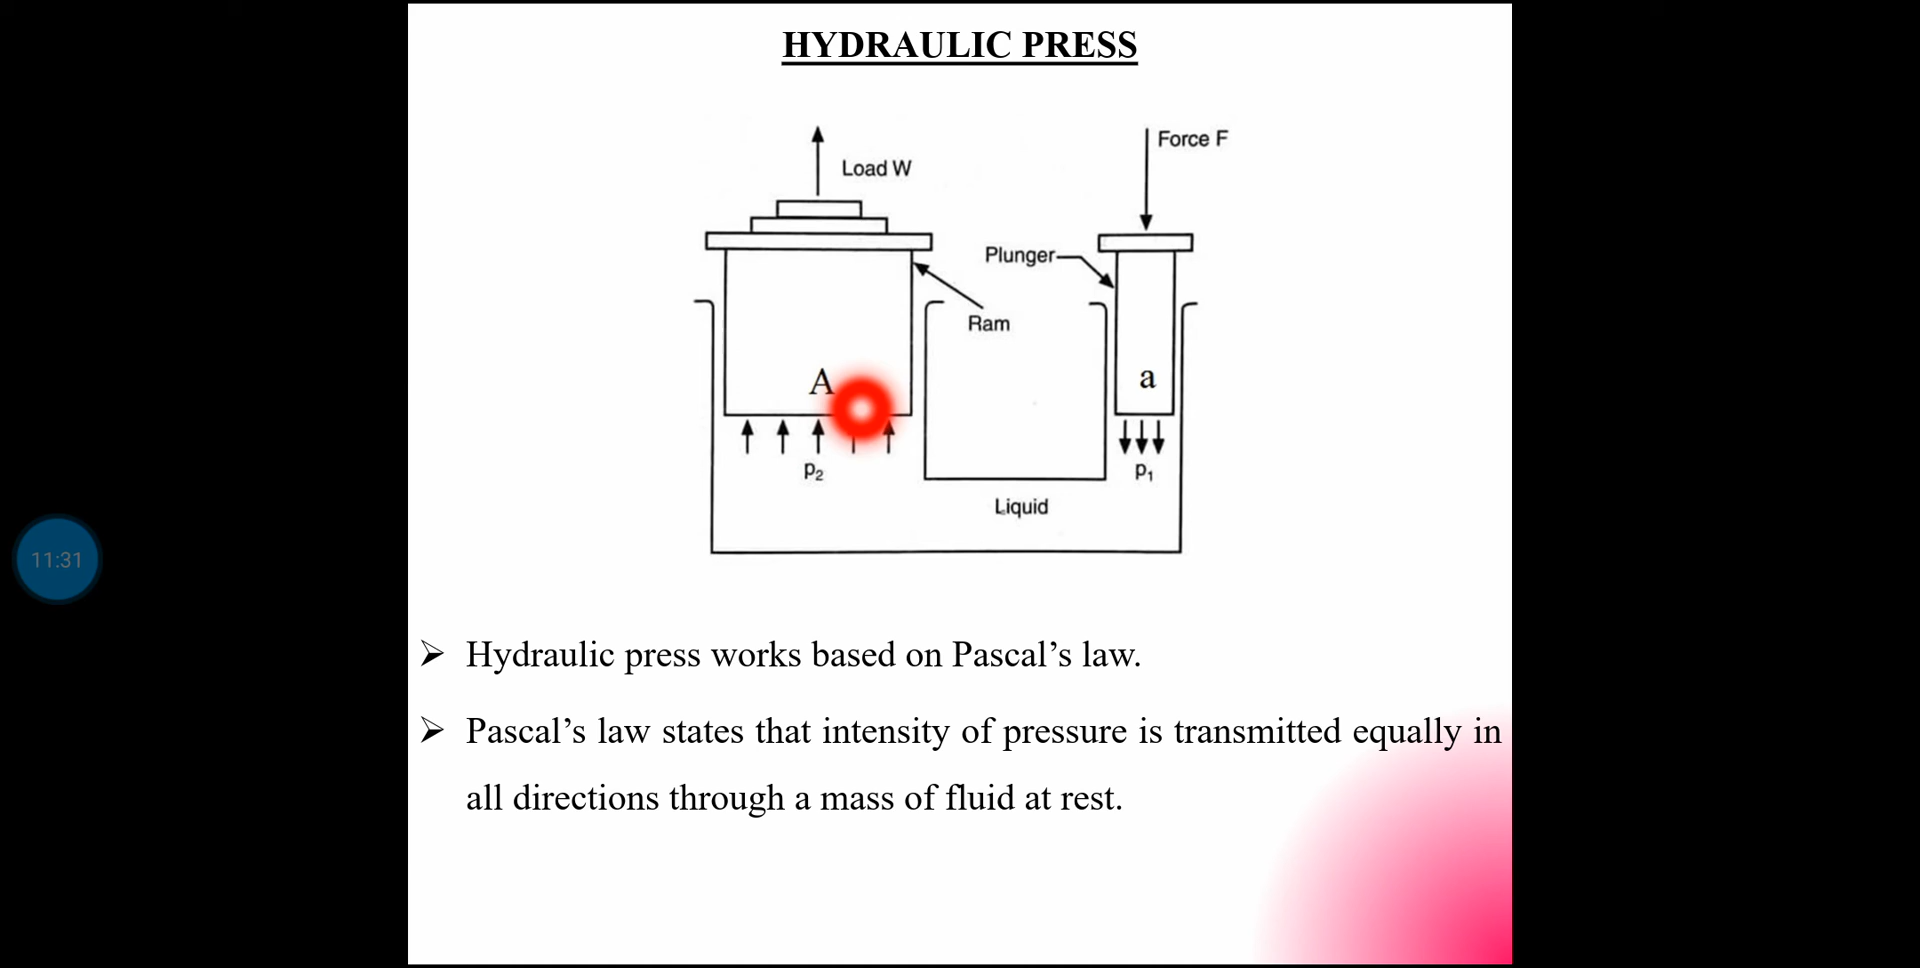 HYDRAULIC PRESS
Force F
Load W
Plunger
Ram
A
a
p₂
p₁
Liquid
11:31
➢ Hydraulic press works based on Pascal’s law.
➢ Pascal’s law states that intensity of pressure is transmitted equally in
all directions through a mass of fluid at rest.